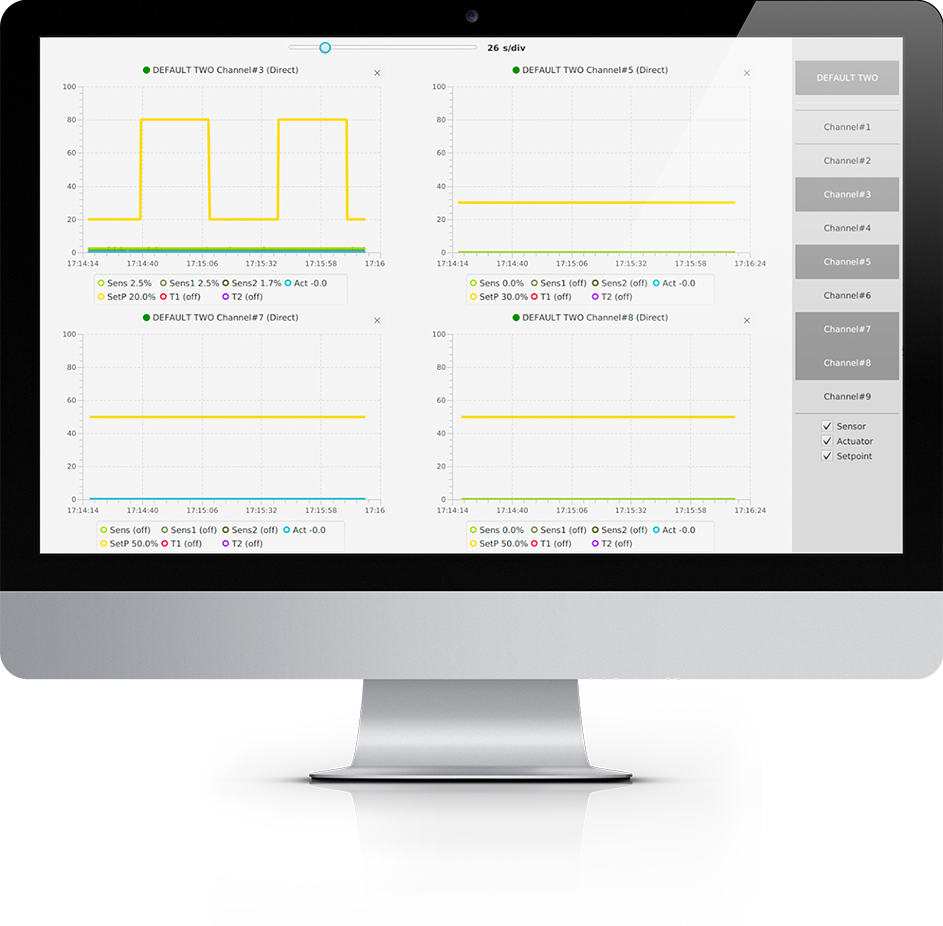 26 s/div
DEFAULT TWO Channel#3 (Direct)
100
80
60
40
20
0
17:14:14 17:14:40 17:15:06 17:15:32 17:15:58 17:16
Sens 2.5% Sens1 2.5% Sens2 1.7% Act -0.0
SetP 20.0% T1 (off) T2 (off)
DEFAULT TWO Channel#5 (Direct)
100
80
60
40
20
0
17:14:14 17:14:40 17:15:06 17:15:32 17:15:58 17:16:24
Sens 0.0% Sens1 (off) Sens2 (off) Act -0.0
SetP 30.0% T1 (off) T2 (off)
DEFAULT TWO Channel#7 (Direct)
100
80
60
40
20
0
17:14:14 17:14:40 17:15:06 17:15:32 17:15:58 17:16
Sens (off) Sens1 (off) Sens2 (off) Act -0.0
SetP 50.0% T1 (off) T2 (off)
DEFAULT TWO Channel#8 (Direct)
100
80
60
40
20
0
17:14:14 17:14:40 17:15:06 17:15:32 17:15:58 17:16:24
Sens 0.0% Sens1 (off) Sens2 (off) Act -0.0
SetP 50.0% T1 (off) T2 (off)
DEFAULT TWO
Channel#1
Channel#2
Channel#3
Channel#4
Channel#5
Channel#6
Channel#7
Channel#8
Channel#9
Sensor
Actuator
Setpoint